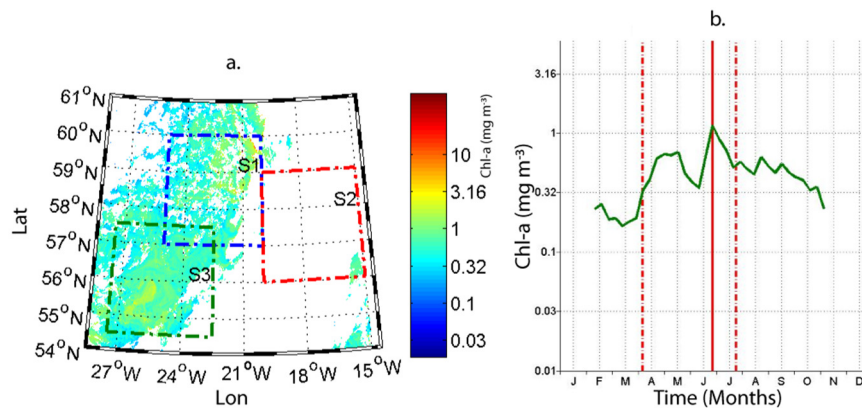 a.
b.
61°N
60°N
59°N
58°N
57°N
56°N
55°N
54°N
Lat
S1
S2
S3
27°W
24°W
21°W
18°W
15°W
Lon
10
3.16
1
0.32
0.1
0.03
Chl-a (mg m⁻³)
3.16
1
0.32
0.1
0.03
0.01
Chl-a (mg m⁻³)
J F M A M J J A S O N D
Time (Months)